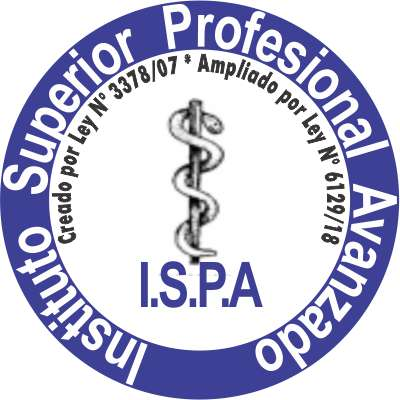 Instituto Superior Profesional Avanzado
Creado por Ley N° 3378/07 * Ampliado por Ley N° 6129/18
I.S.P.A